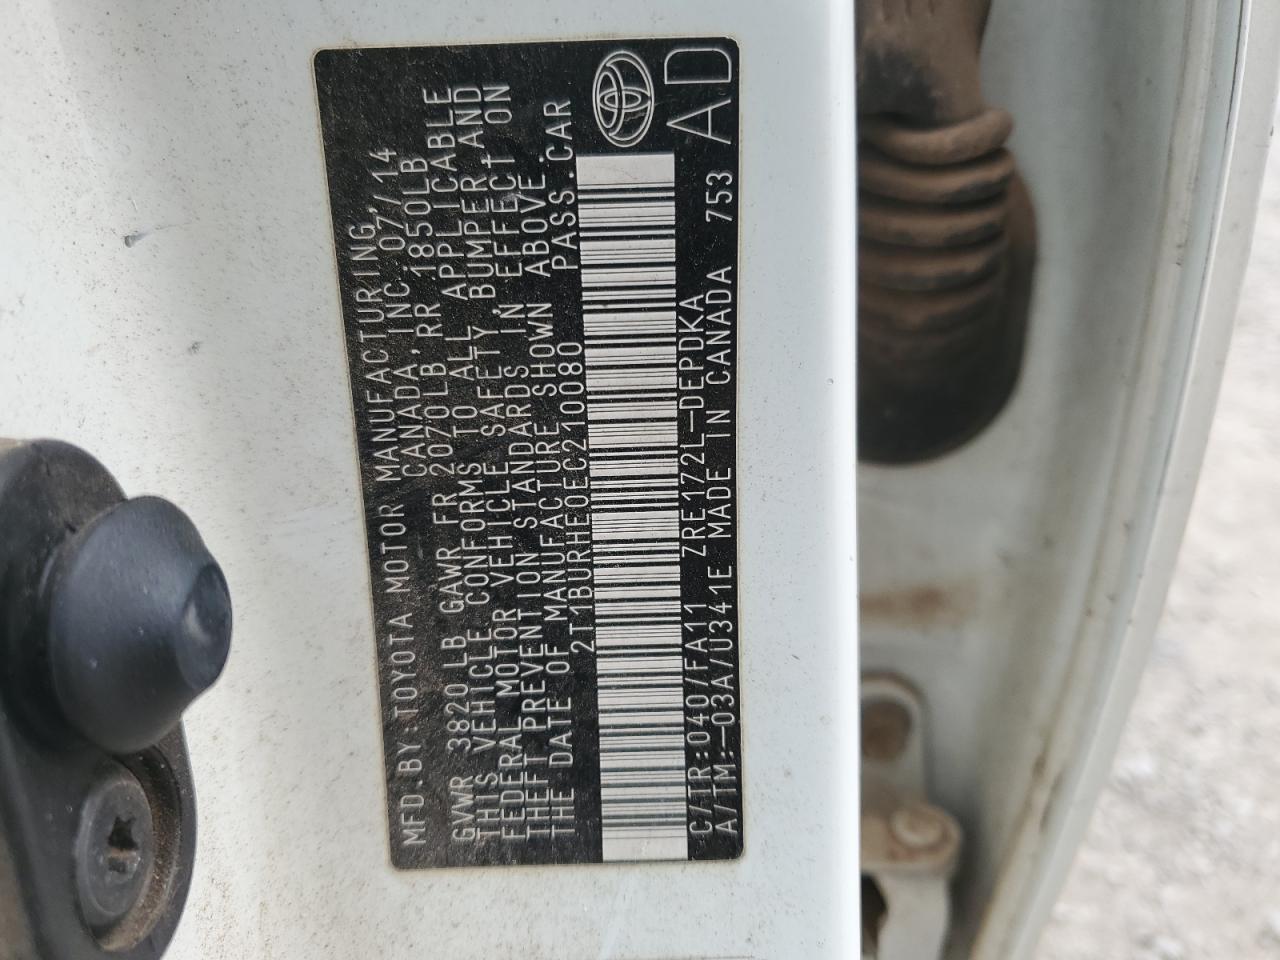 MFD.BY:TOYOTA MOTOR MANUFACTURING
CANADA,INC. 07/14
GVWR 3820LB GAWR FR 2070LB,RR 1850LB
THIS VEHICLE CONFORMS TO ALL APPLICABLE
FEDERAL MOTOR VEHICLE SAFETY,BUMPER,AND
THEFT PREVENTION STANDARDS IN EFFECT ON
THE DATE OF MANUFACTURE SHOWN ABOVE.
2T1BURHE0EC210080 PASS.CAR
C/TR:040/FA11 ZRE172L-DEPDKA 753
A/TM:-03A/U341E MADE IN CANADA AD